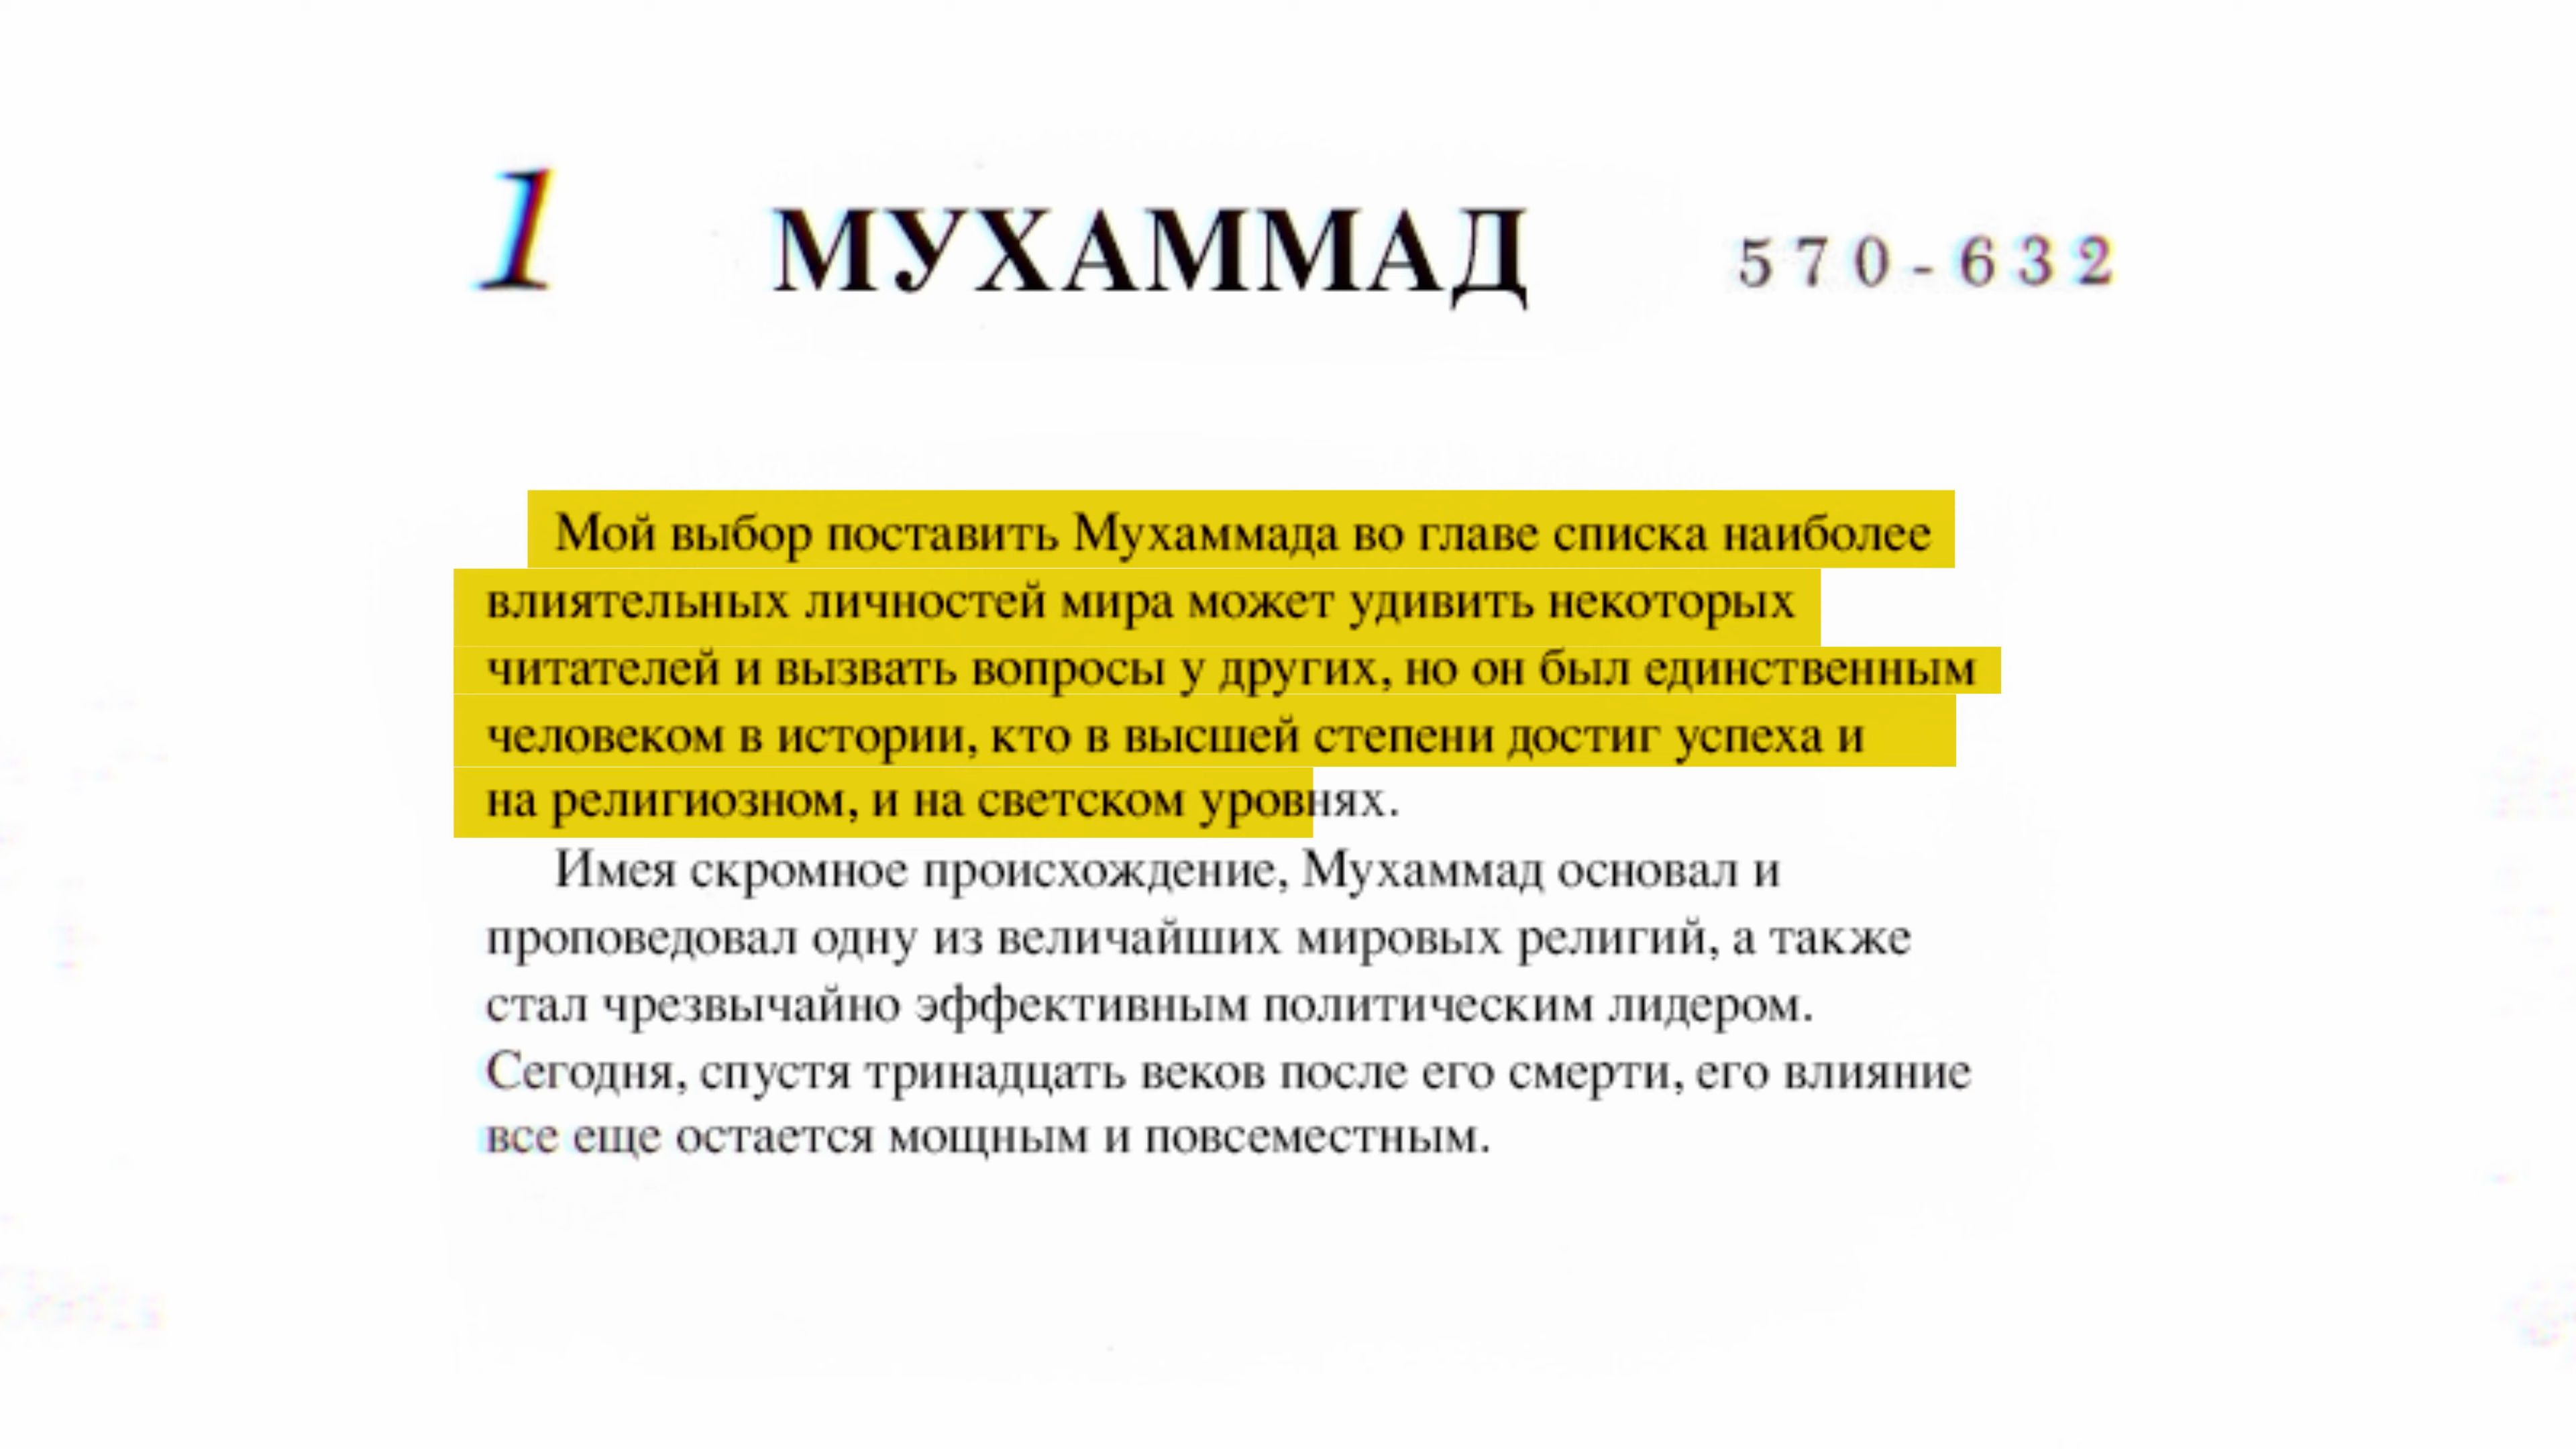 1 МУХАММАД 570-632
Мой выбор поставить Мухаммада во главе списка наиболее
влиятельных личностей мира может удивить некоторых
читателей и вызвать вопросы у других, но он был единственным
человеком в истории, кто в высшей степени достиг успеха и
на религиозном, и на светском уровнях.
Имея скромное происхождение, Мухаммад основал и
проповедовал одну из величайших мировых религий, а также
стал чрезвычайно эффективным политическим лидером.
Сегодня, спустя тринадцать веков после его смерти, его влияние
все еще остается мощным и повсеместным.